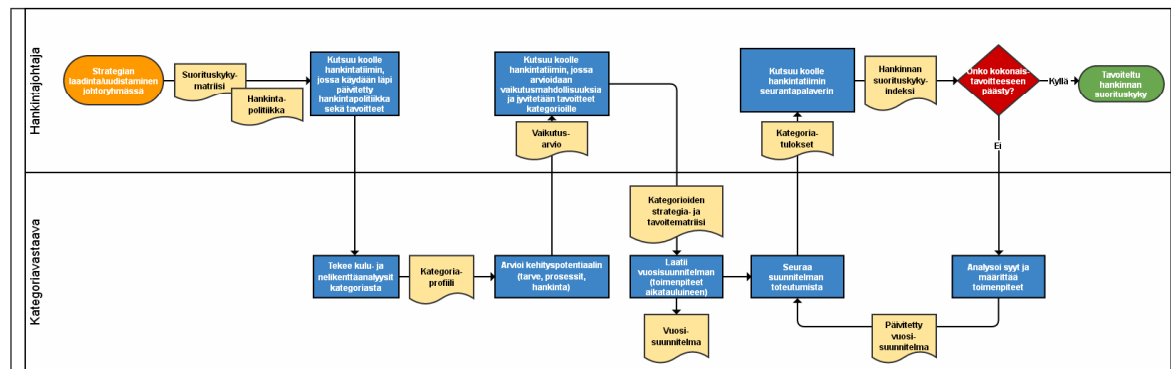 Hankintajohtaja
Strategian
laadinta/uudistaminen
johtoryhmässä
Suorituskyky-
matriisi
Hankinta-
politiikka
Kutsuu koolle
hankintatiimin,
jossa käydään läpi
päivitetty
hankintapolitiikka
sekä tavoitteet
Kutsuu koolle
hankintatiimin, jossa
arvioidaan
vaikutusmahdollisuuksia
ja jyvitetään tavoitteet
kategorioille
Vaikutus-
arvio
Kutsuu koolle
hankintatiimin
seurantapalaverin
Kategoria-
tulokset
Hankinnan
suorituskyky-
indeksi
Onko kokonais-
tavoitteeseen
päästy?
Kyllä
Tavoiteltu
hankinnan
suorituskyky
Ei
Kategoriavastaava
Tekee kulu- ja
nelikenttäanalyysit
kategoriasta
Kategoria-
profiili
Arvioi kehityspotentiaalin
(tarve, prosessit,
hankinta)
Kategorioiden
strategia- ja
tavoitematriisi
Laatii
vuosisuunnitelman
(toimenpiteet
aikatauluineen)
Vuosi-
suunnitelma
Seuraa
suunnitelman
toteutumista
Analysoi syyt ja
määrittää
toimenpiteet
Päivitetty
vuosi-
suunnitelma